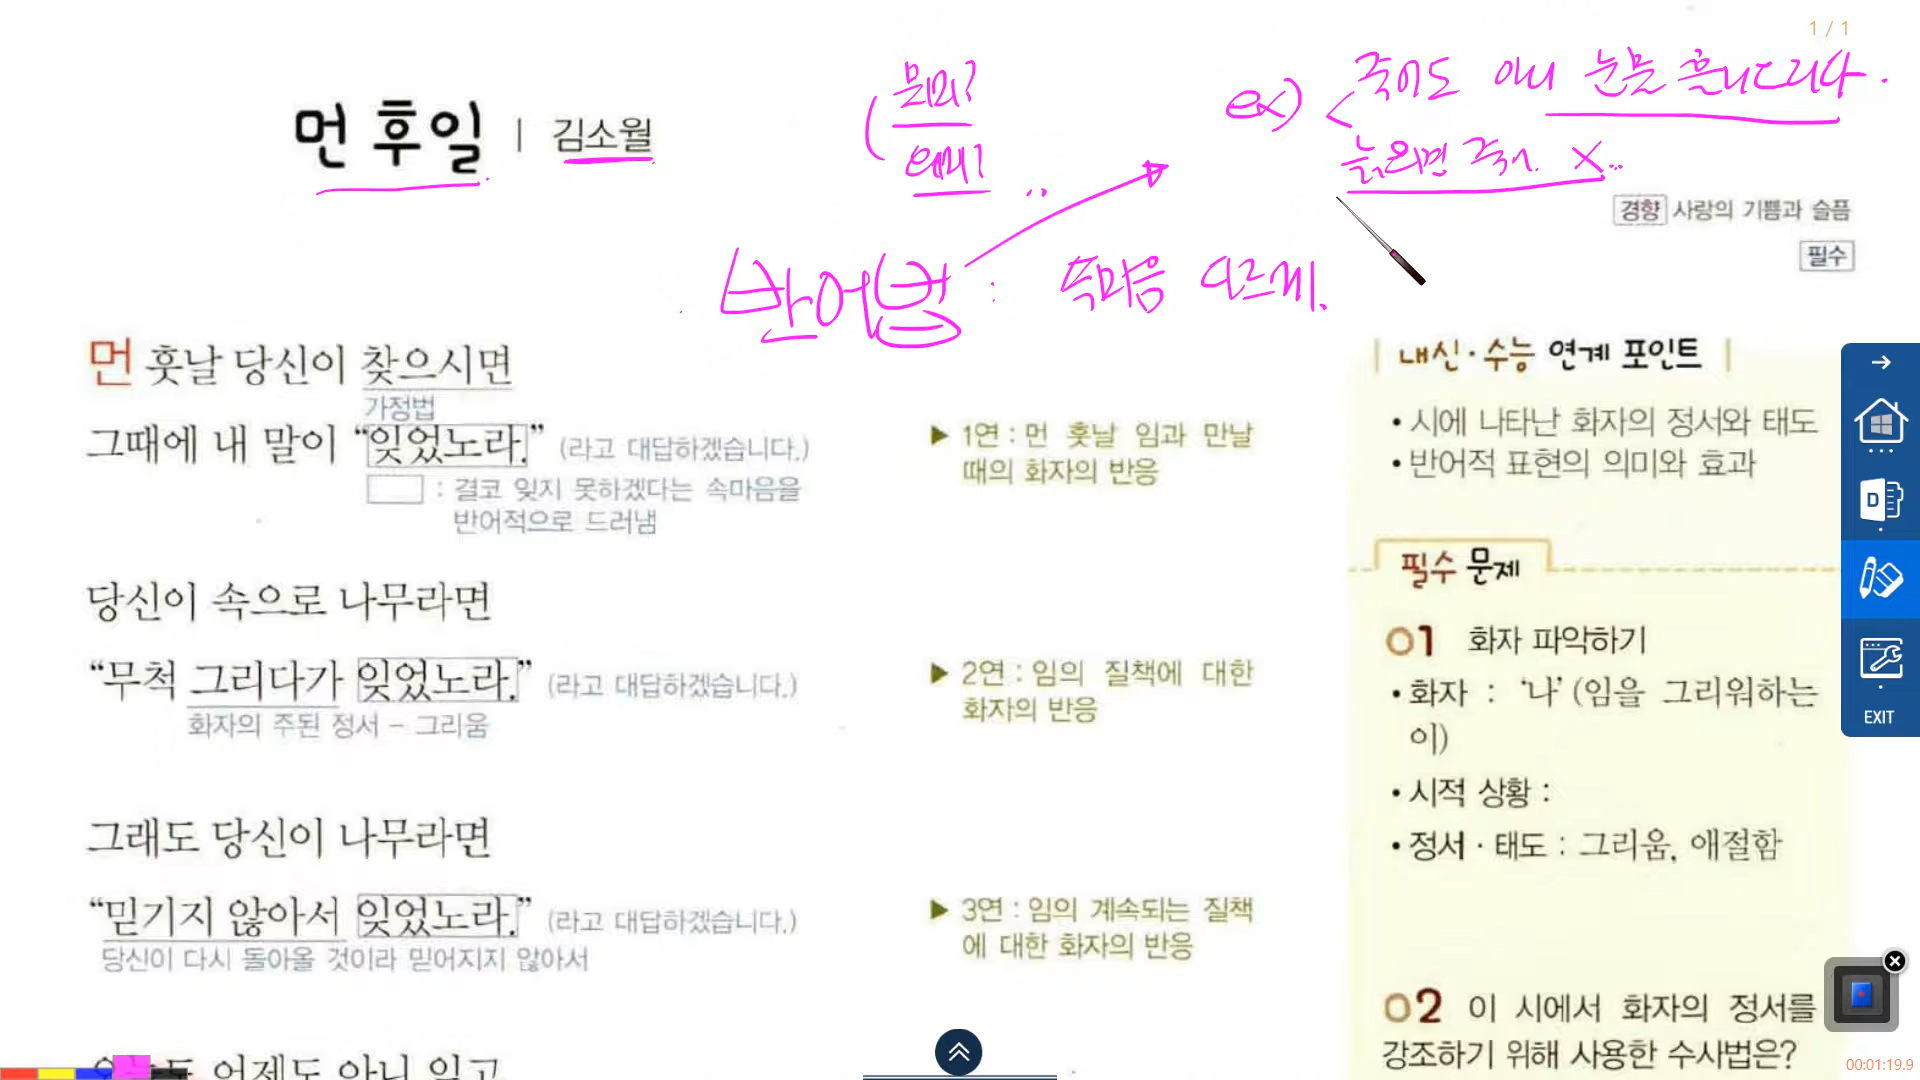 1 / 1
먼 후일 | 김소월
문의?
왜?
ex) 죽어도 아니 눈물 흘리드리다.
늙으면 죽어 X...
경향 사랑의 기쁨과 슬픔
필수
반어법 : 속마음 다르게.
먼 훗날 당신이 찾으시면
가정법
그때에 내 말이 “잊었노라.” (라고 대답하겠습니다.)
: 결코 잊지 못하겠다는 속마음을
반어적으로 드러냄
▶ 1연 : 먼 훗날 임과 만날
때의 화자의 반응
당신이 속으로 나무라면
“무척 그리다가 잊었노라.” (라고 대답하겠습니다.)
화자의 주된 정서 – 그리움
▶ 2연 : 임의 질책에 대한
화자의 반응
그래도 당신이 나무라면
“믿기지 않아서 잊었노라.” (라고 대답하겠습니다.)
당신이 다시 돌아올 것이라 믿어지지 않아서
▶ 3연 : 임의 계속되는 질책
에 대한 화자의 반응
어제도 아니 잊고
내신·수능 연계 포인트
• 시에 나타난 화자의 정서와 태도
• 반어적 표현의 의미와 효과
필수 문제
01 화자 파악하기
• 화자 : ‘나’(임을 그리워하는
이)
• 시적 상황 :
• 정서·태도 : 그리움, 애절함
02 이 시에서 화자의 정서를
강조하기 위해 사용한 수사법은?
D
EXIT
00:01:19.9